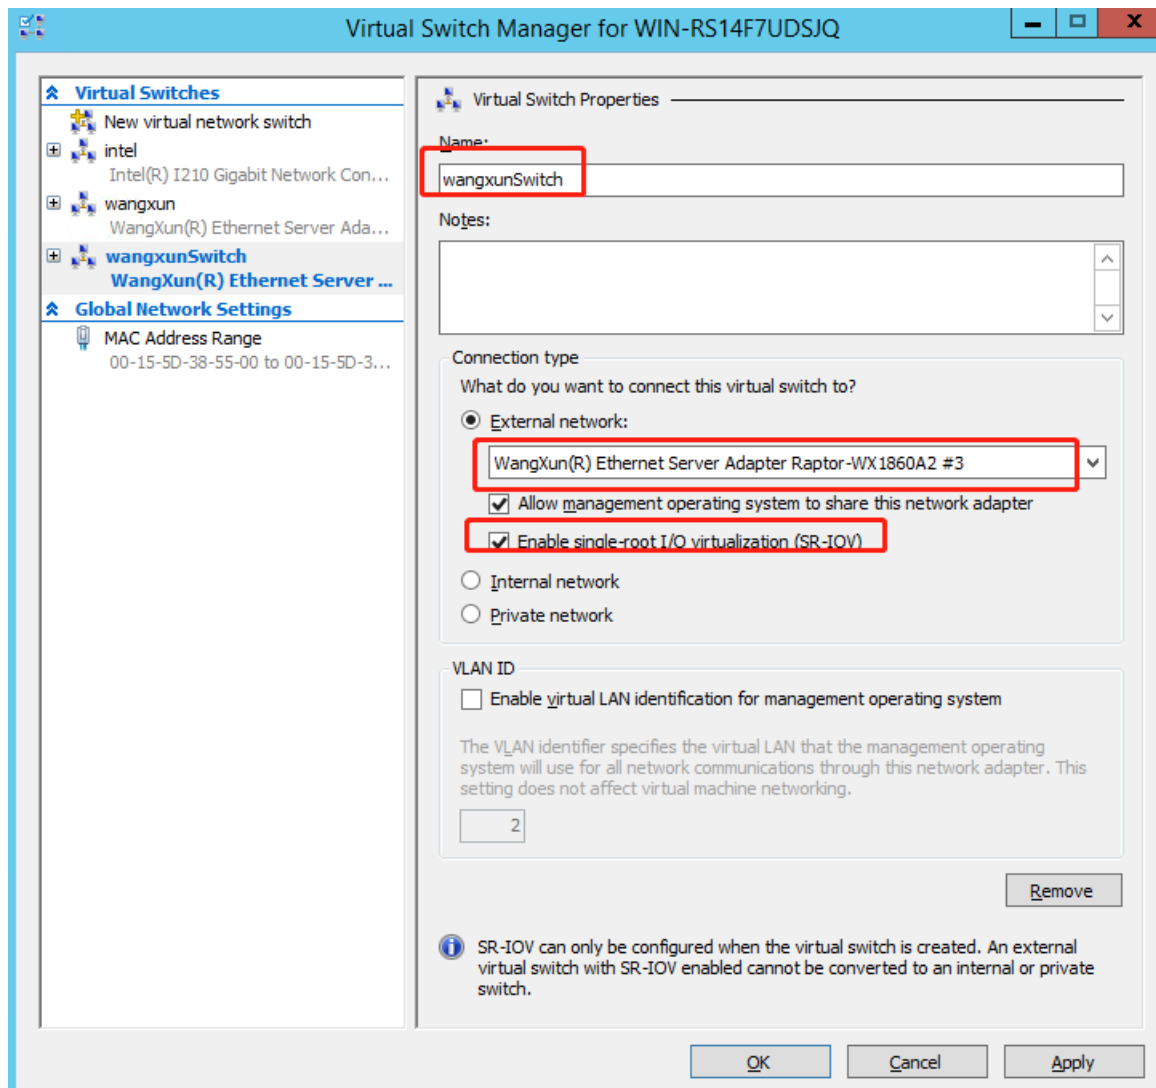 Virtual Switch Manager for WIN-RS14F7UDSJQ
Virtual Switches
New virtual network switch
intel
Intel(R) I210 Gigabit Network Con...
wangxun
WangXun(R) Ethernet Server Ada...
wangxunSwitch
WangXun(R) Ethernet Server ...
Global Network Settings
MAC Address Range
00-15-5D-38-55-00 to 00-15-5D-3...
Virtual Switch Properties
Name:
wangxunSwitch
Notes:
Connection type
What do you want to connect this virtual switch to?
External network:
WangXun(R) Ethernet Server Adapter Raptor-WX1860A2 #3
Allow management operating system to share this network adapter
Enable single-root I/O virtualization (SR-IOV)
Internal network
Private network
VLAN ID
Enable virtual LAN identification for management operating system
The VLAN identifier specifies the virtual LAN that the management operating
system will use for all network communications through this network adapter. This
setting does not affect virtual machine networking.
2
Remove
SR-IOV can only be configured when the virtual switch is created. An external
virtual switch with SR-IOV enabled cannot be converted to an internal or private
switch.
OK
Cancel
Apply